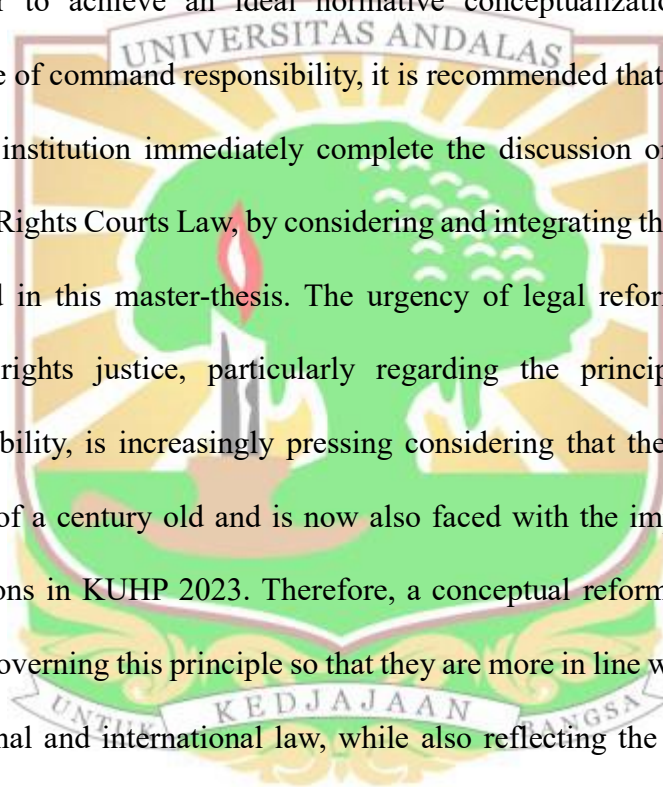 to achieve an ideal normative conceptualizatio
UNIVERSITAS ANDALAS
e of command responsibility, it is recommended that
institution immediately complete the discussion o
Rights Courts Law, by considering and integrating th
in this master-thesis. The urgency of legal refor
rights justice, particularly regarding the princip
bility, is increasingly pressing considering that the
of a century old and is now also faced with the im
ons in KUHP 2023. Therefore, a conceptual reform
overning this principle so that they are more in line w
nal and international law, while also reflecting the
UNTUK KEDJAJAAN BANGSA